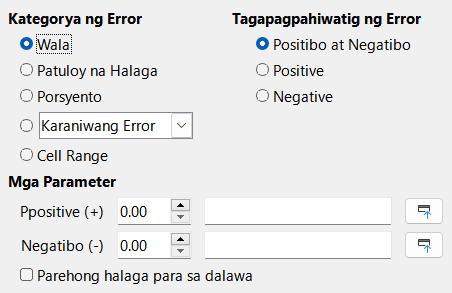 Kategorya ng Error
Wala
Patuloy na Halaga
Porsyento
Karaniwang Error
Cell Range
Tagapagpahiwatig ng Error
Positibo at Negatibo
Positive
Negative
Mga Parameter
Ppositive (+) 0.00
Negatibo (-) 0.00
Parehong halaga para sa dalawa